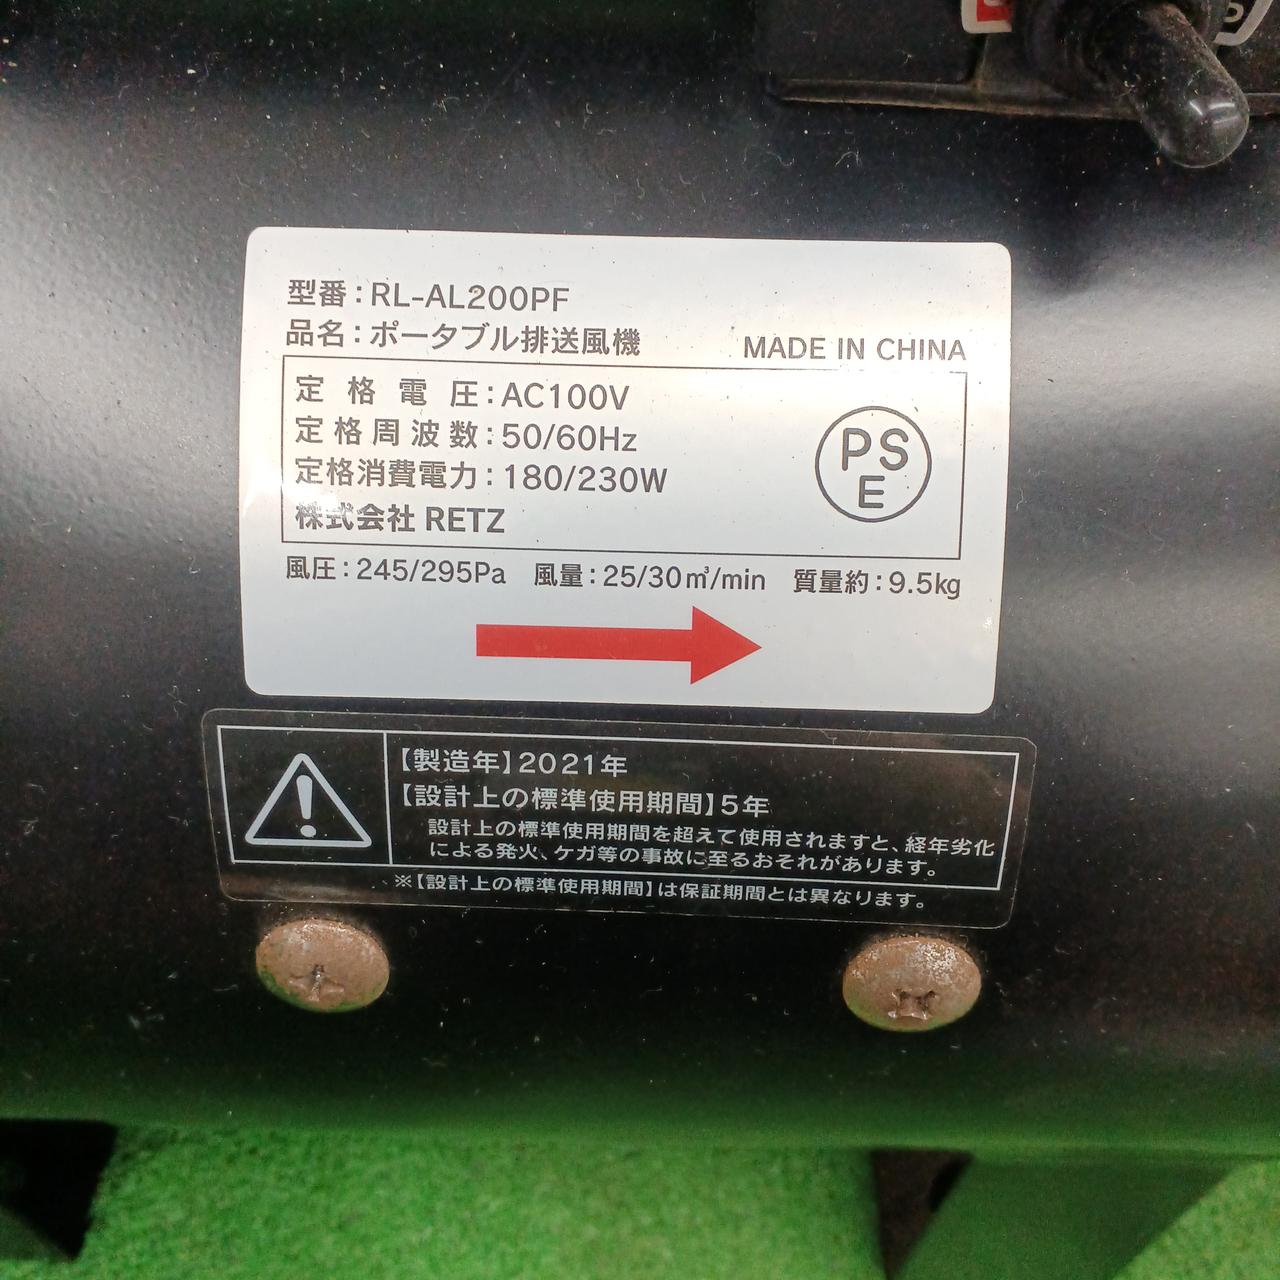 型番:RL-AL200PF
品名:ポータブル排送風機
MADE IN CHINA
定格電圧:AC100V
定格周波数:50/60Hz
定格消費電力:180/230W
株式会社 RETZ
PS
E
風圧:245/295Pa 風量:25/30㎥/min 質量約:9.5kg
【製造年】2021年
【設計上の標準使用期間】5年
設計上の標準使用期間を超えて使用されますと、経年劣化
による発火、ケガ等の事故に至るおそれがあります。
※【設計上の標準使用期間】は保証期間とは異なります。